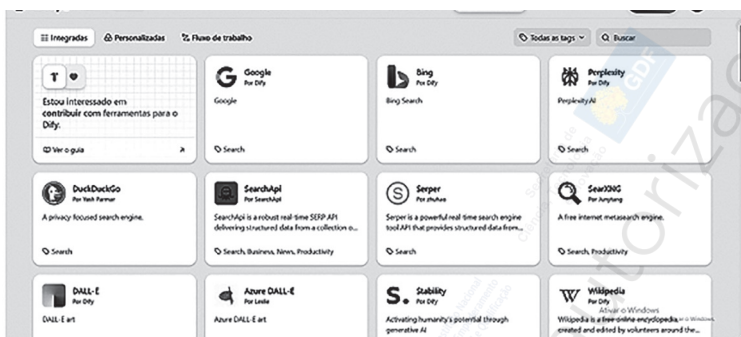 Integradas
Personalizadas
Fluxo de trabalho
Todas as tags
Buscar
Estou interessado em
contribuir com ferramentas para o
Dify.
Ver o guia
Google
Por Dify
Google
Search
Bing
Por Dify
Bing Search
Search
Perplexity
Por Dify
Perplexity AI
Search
DuckDuckGo
Por Yash Parmar
A privacy-focused search engine.
Search
SearchApi
Por SearchApi
SearchApi is a robust real-time SERP API
delivering structured data from a collection o...
Search, Business, News, Productivity
Serper
Por zhuhao
Serper is a powerful real-time search engine
tool API that provides structured data from...
Search
SearXNG
Por Junytang
A free internet metasearch engine.
Search, Productivity
DALL-E
Por Dify
DALL-E art
Azure DALL-E
Por Leslie
Azure DALL-E art
Stability
Por Dify
Activating humanity's potential through
generative AI
Wikipedia
Por Dify
Ativar o Windows
Wikipedia is a free online encyclopedia,
created and edited by volunteers around the...
GDF